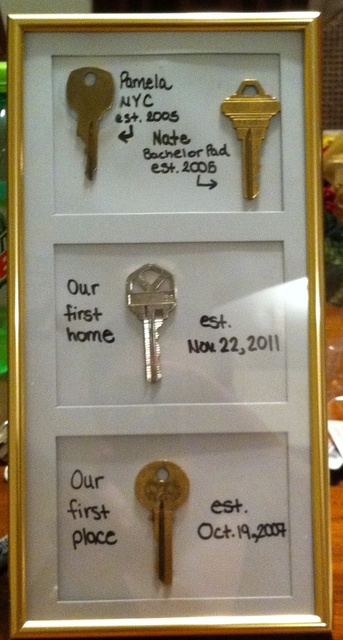 Pamela
NYC
est. 2005
Nate
Bachelor Pad
est. 2005
Our
first
home
est.
Nov. 22, 2011
Our
first
place
est.
Oct. 19, 2007